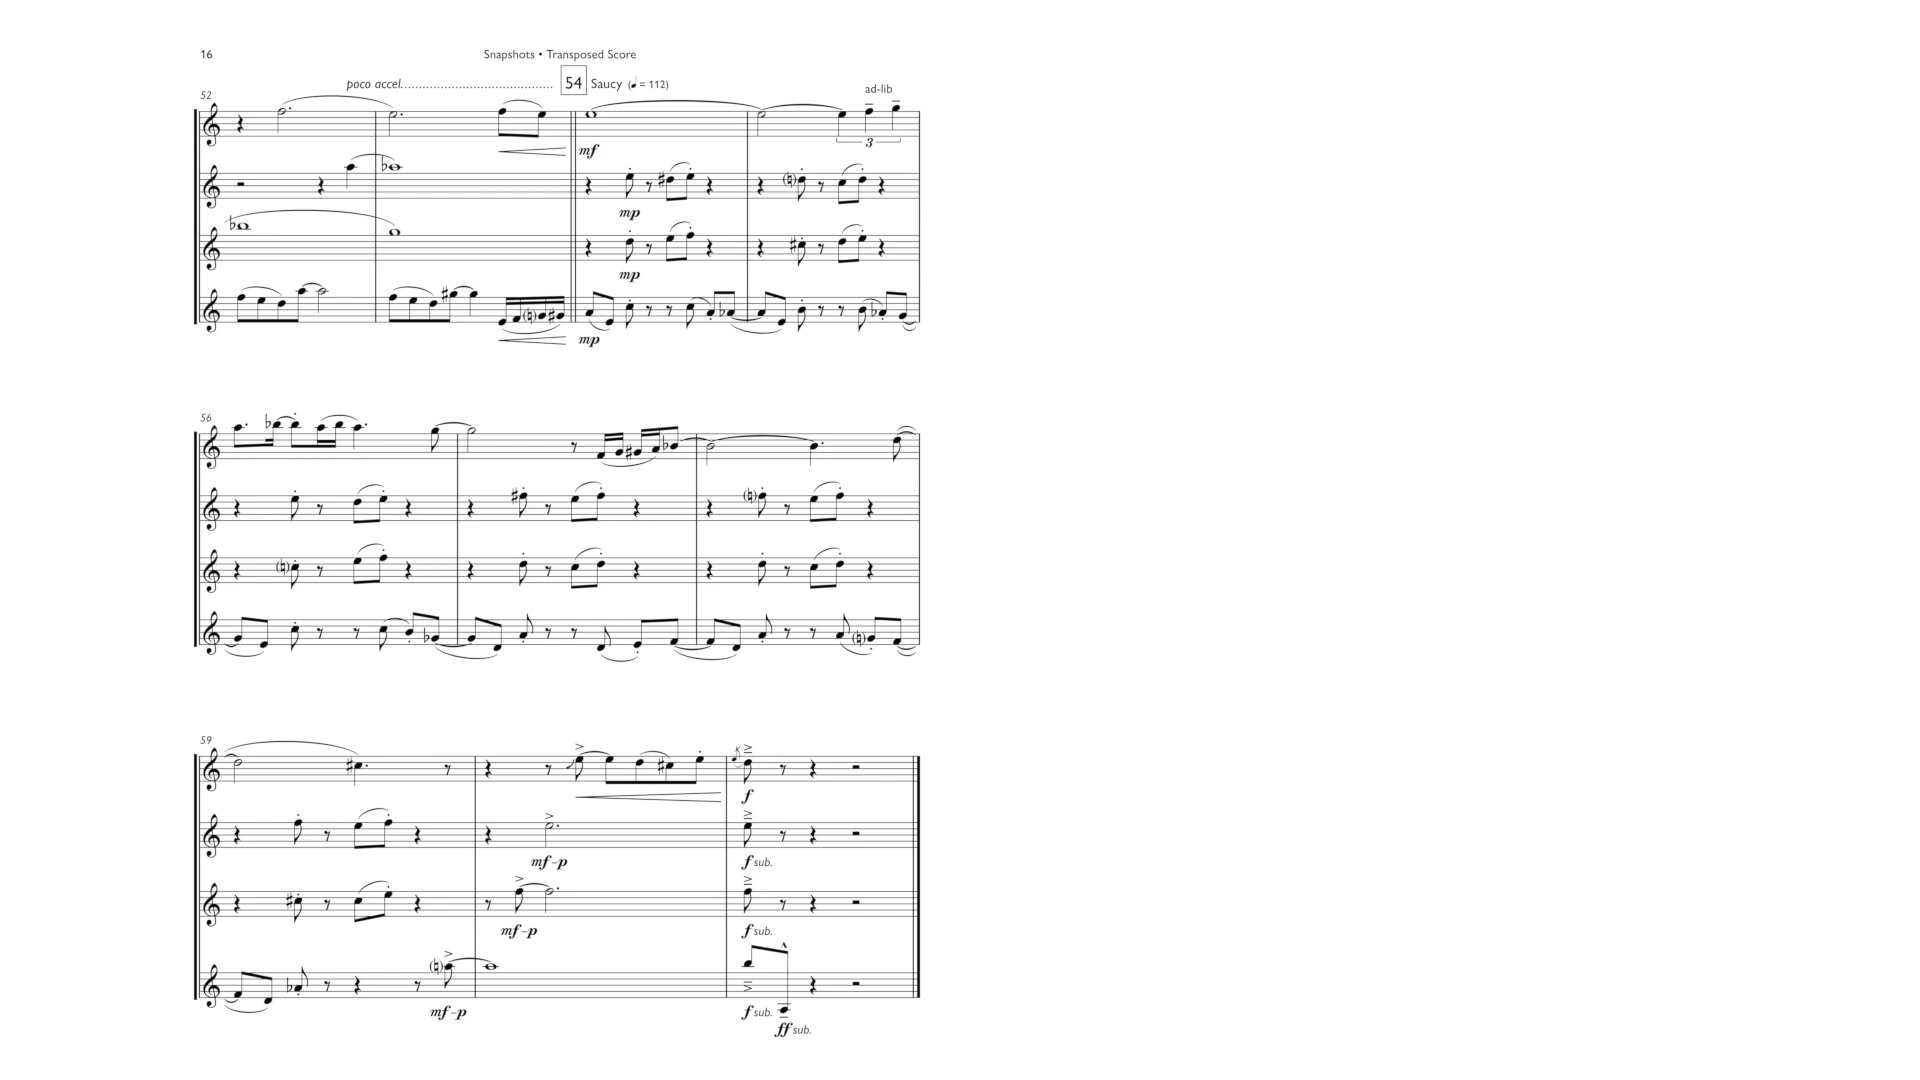 16
Snapshots • Transposed Score
poco accel.......................................... 54 Saucy (♩ = 112)
52
ad-lib
3
mf
mp
mp
mp
56
59
f
mf–p
f sub.
mf–p
f sub.
mf–p
f sub.
ff sub.